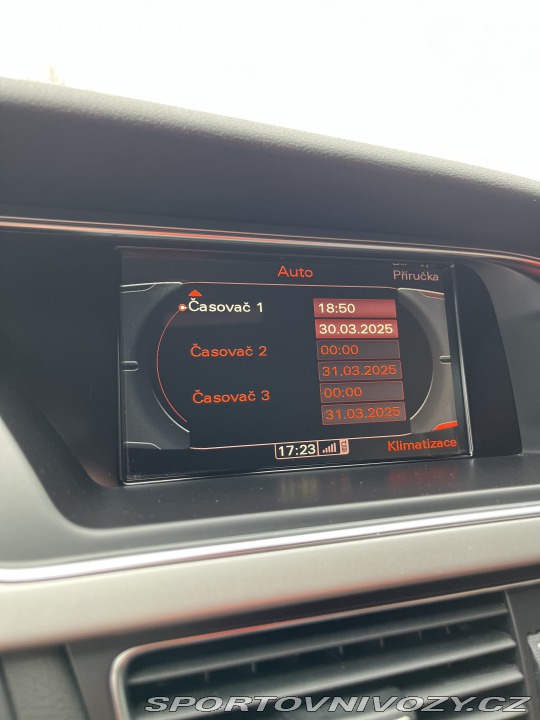 Auto
Příručka
Časovač 1
18:50
30.03.2025
Časovač 2
00:00
31.03.2025
Časovač 3
00:00
31.03.2025
17:23
Klimatizace
SPORTOVNIVOZY.CZ